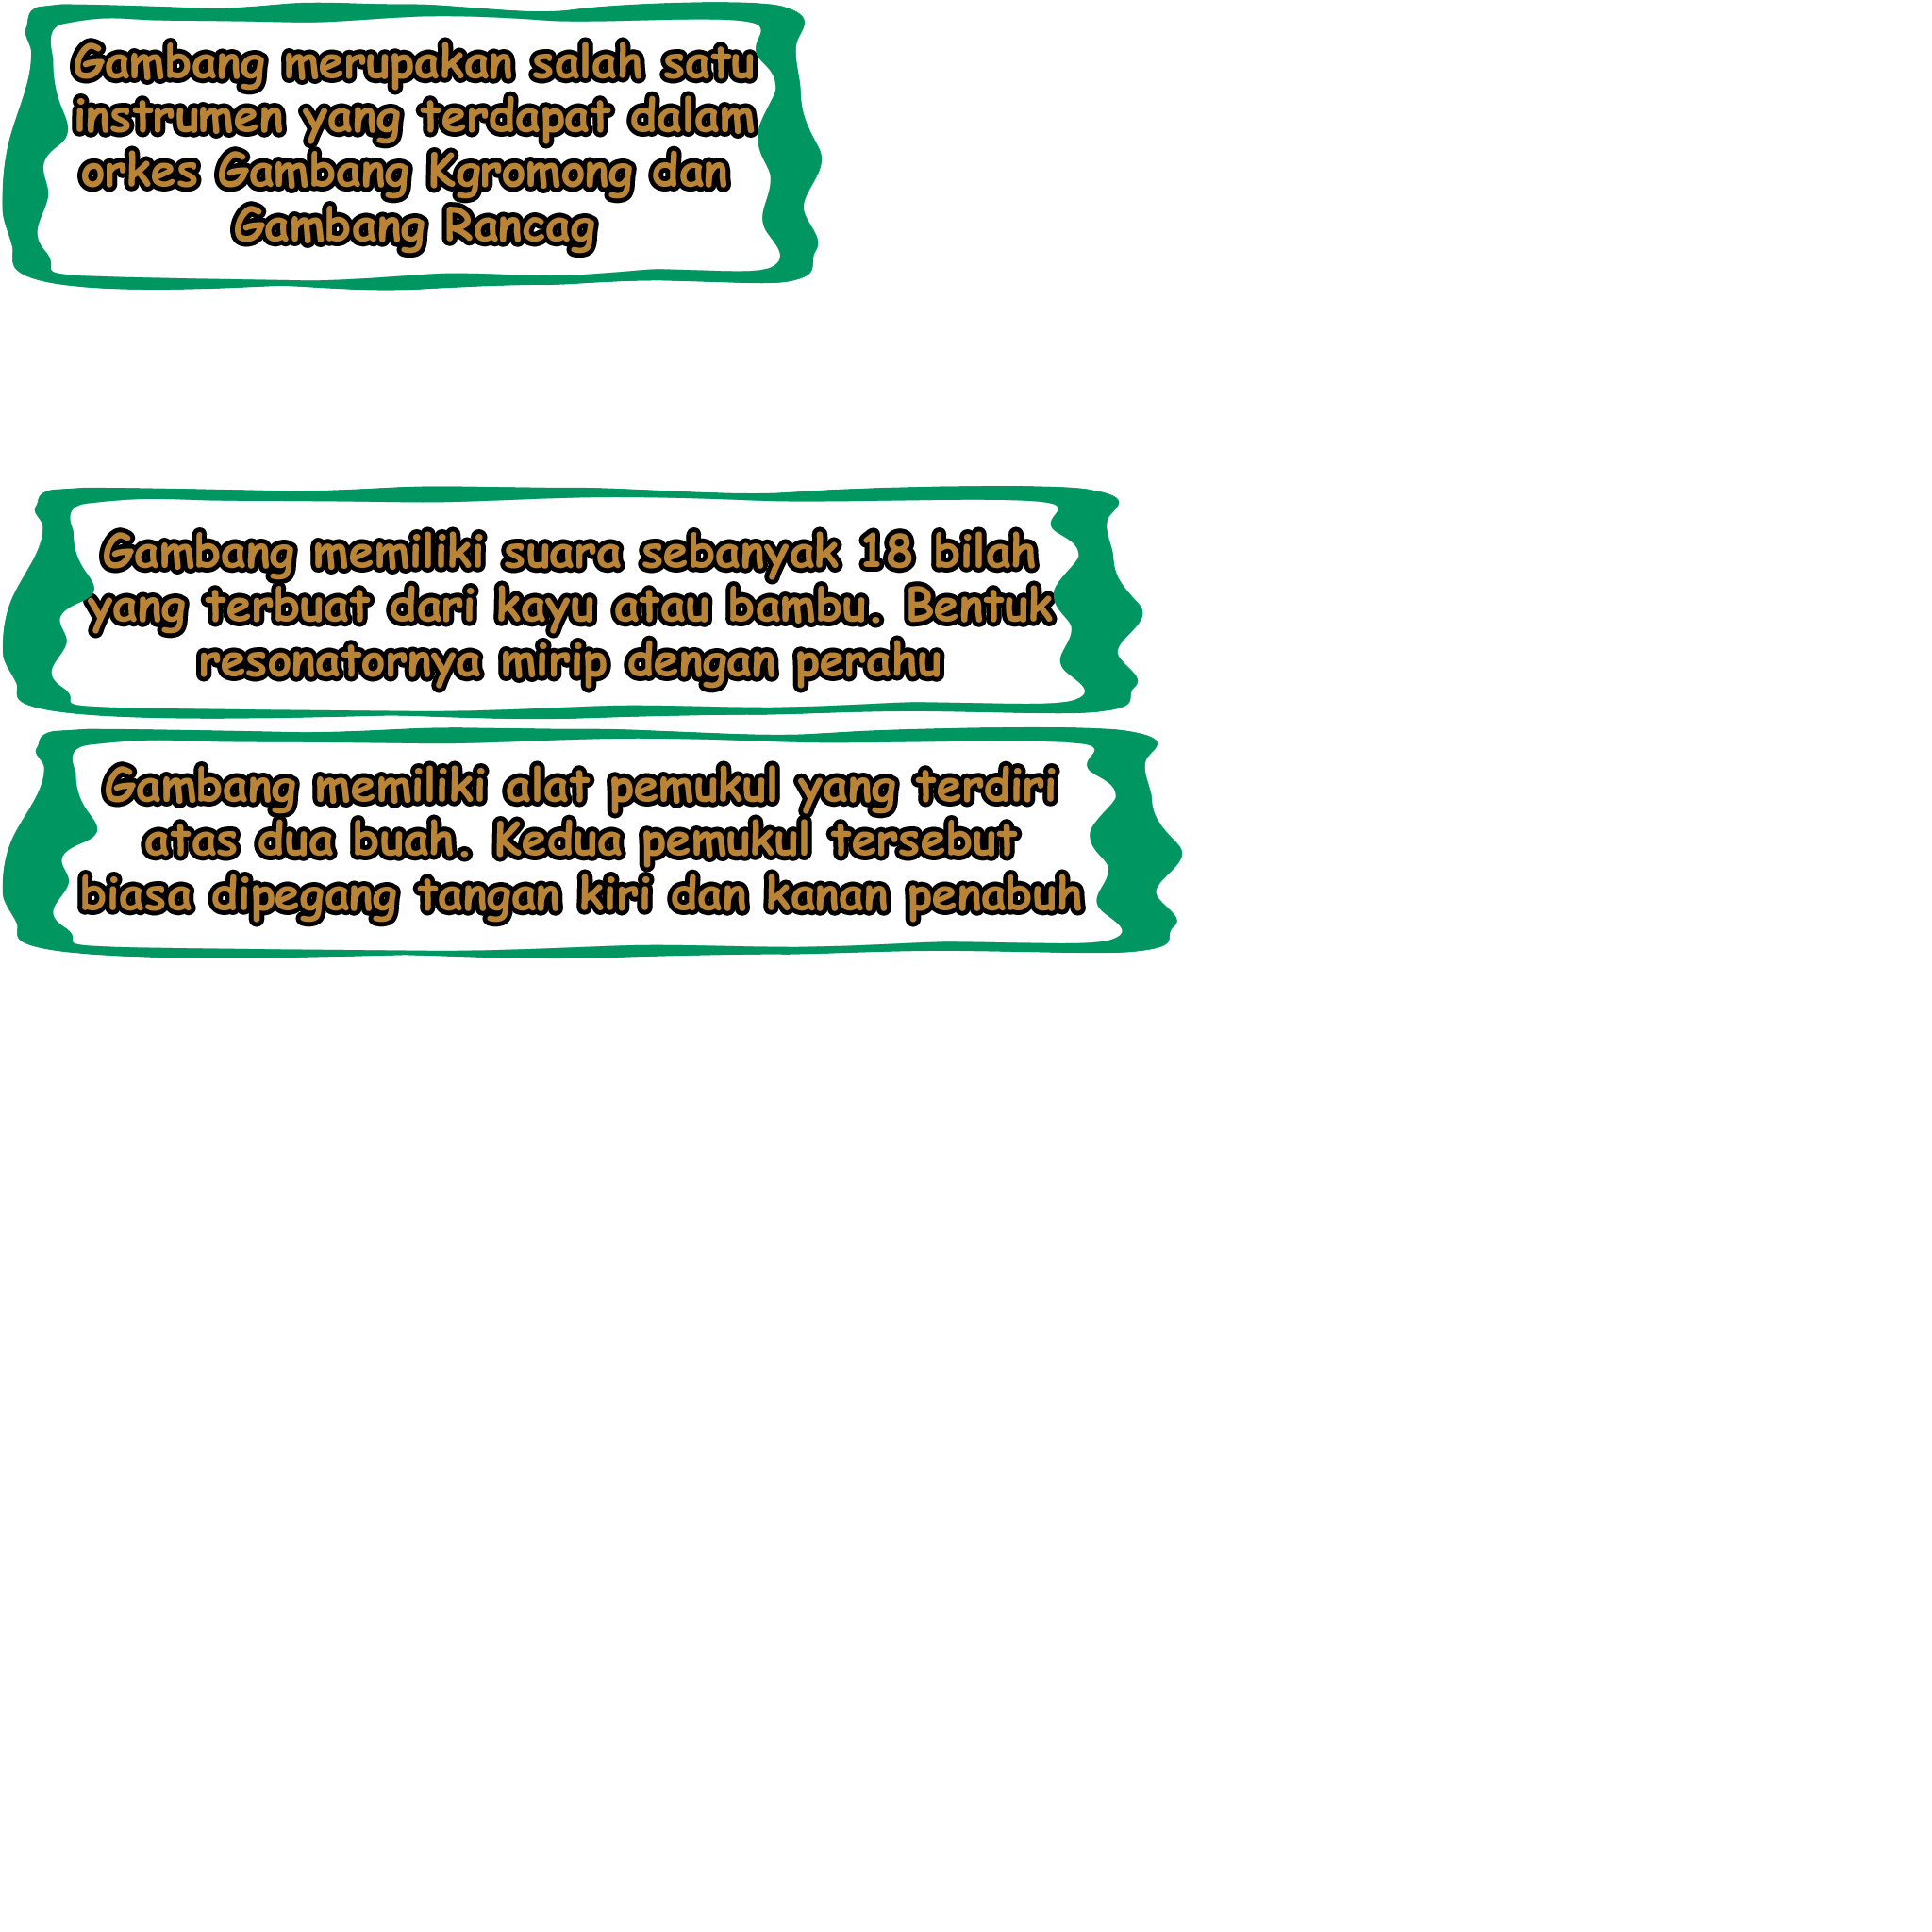 Gambang merupakan salah satu
instrumen yang terdapat dalam
orkes Gambang Kgromong dan
Gambang Rancag
Gambang memiliki suara sebanyak 18 bilah
yang terbuat dari kayu atau bambu. Bentuk
resonatornya mirip dengan perahu
Gambang memiliki alat pemukul yang terdiri
atas dua buah. Kedua pemukul tersebut
biasa dipegang tangan kiri dan kanan penabuh